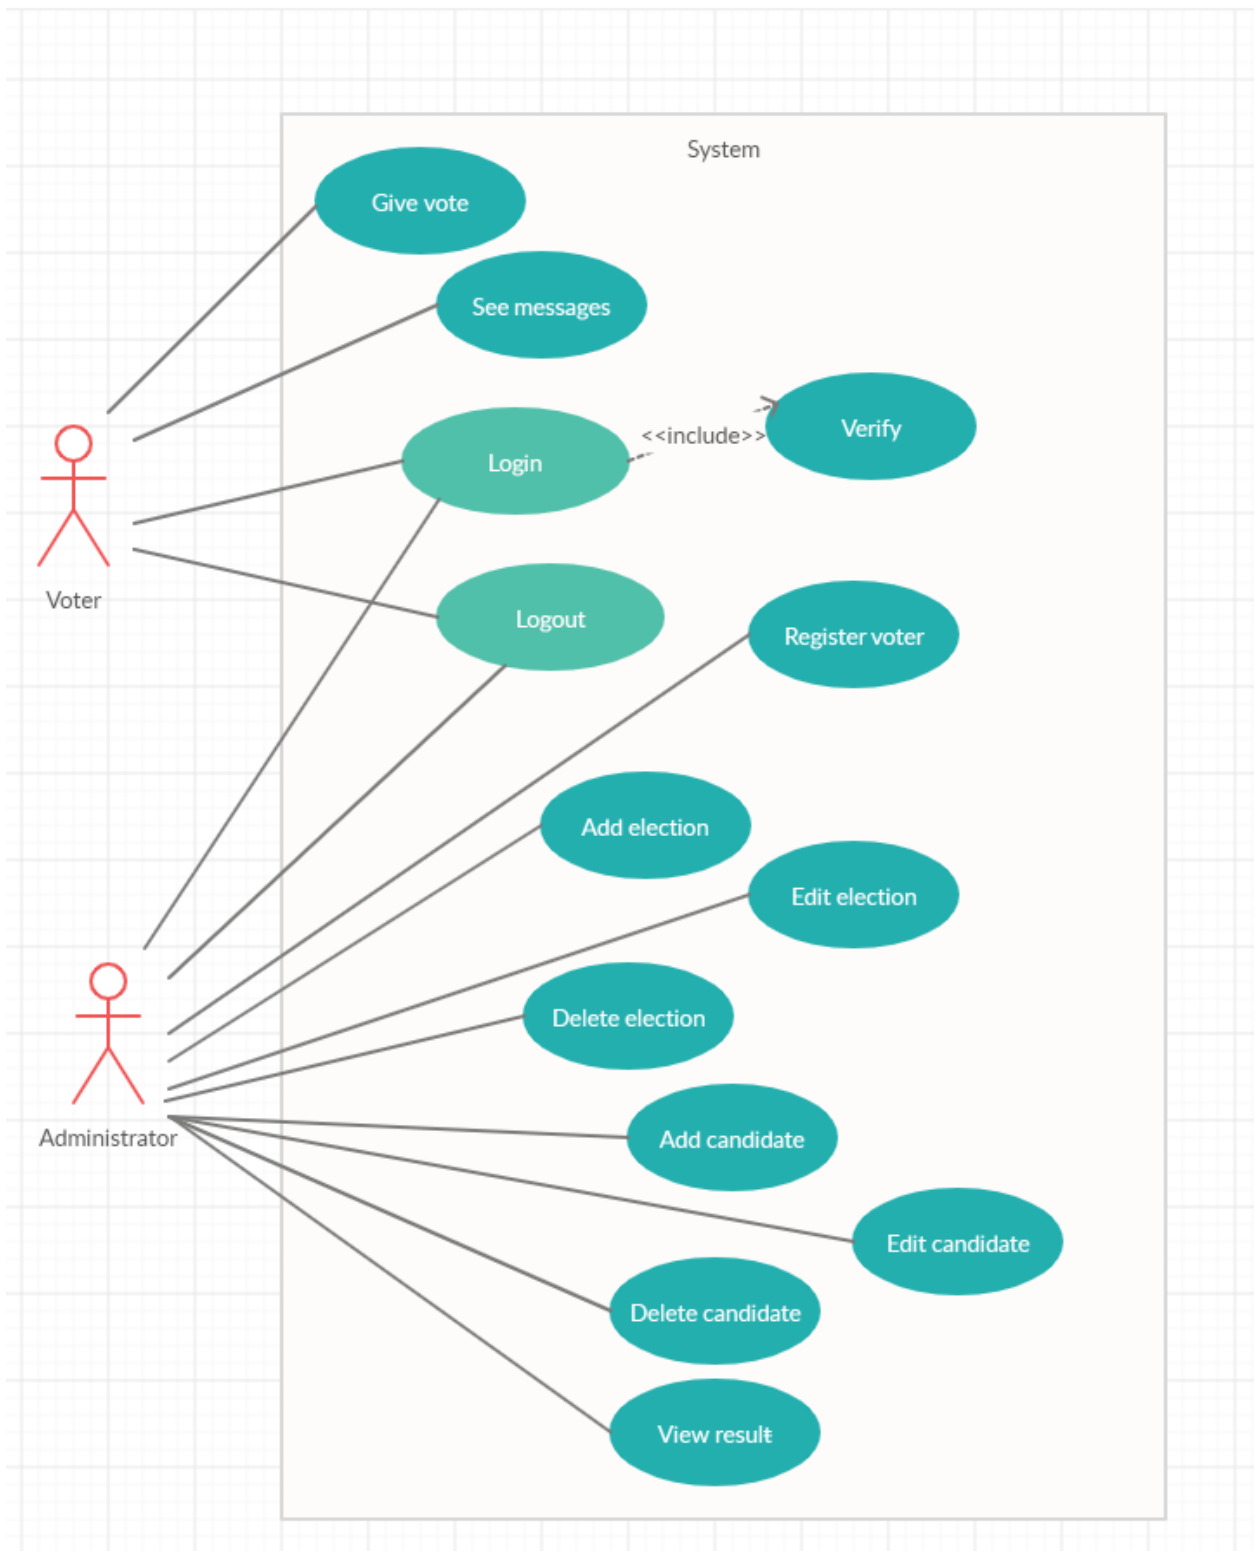 System
Give vote
See messages
Verify
<<include>>
Login
Voter
Logout
Register voter
Add election
Edit election
Delete election
Administrator
Add candidate
Edit candidate
Delete candidate
View result